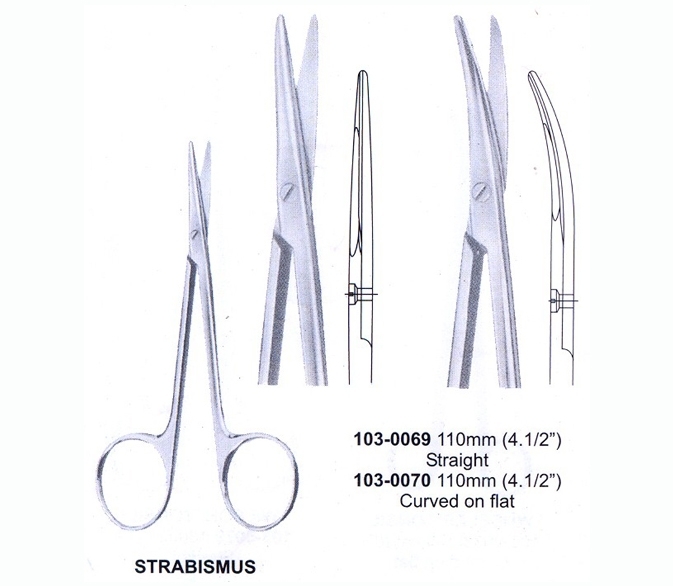 103-0069 110mm (4.1/2”)
Straight
103-0070 110mm (4.1/2”)
Curved on flat
STRABISMUS